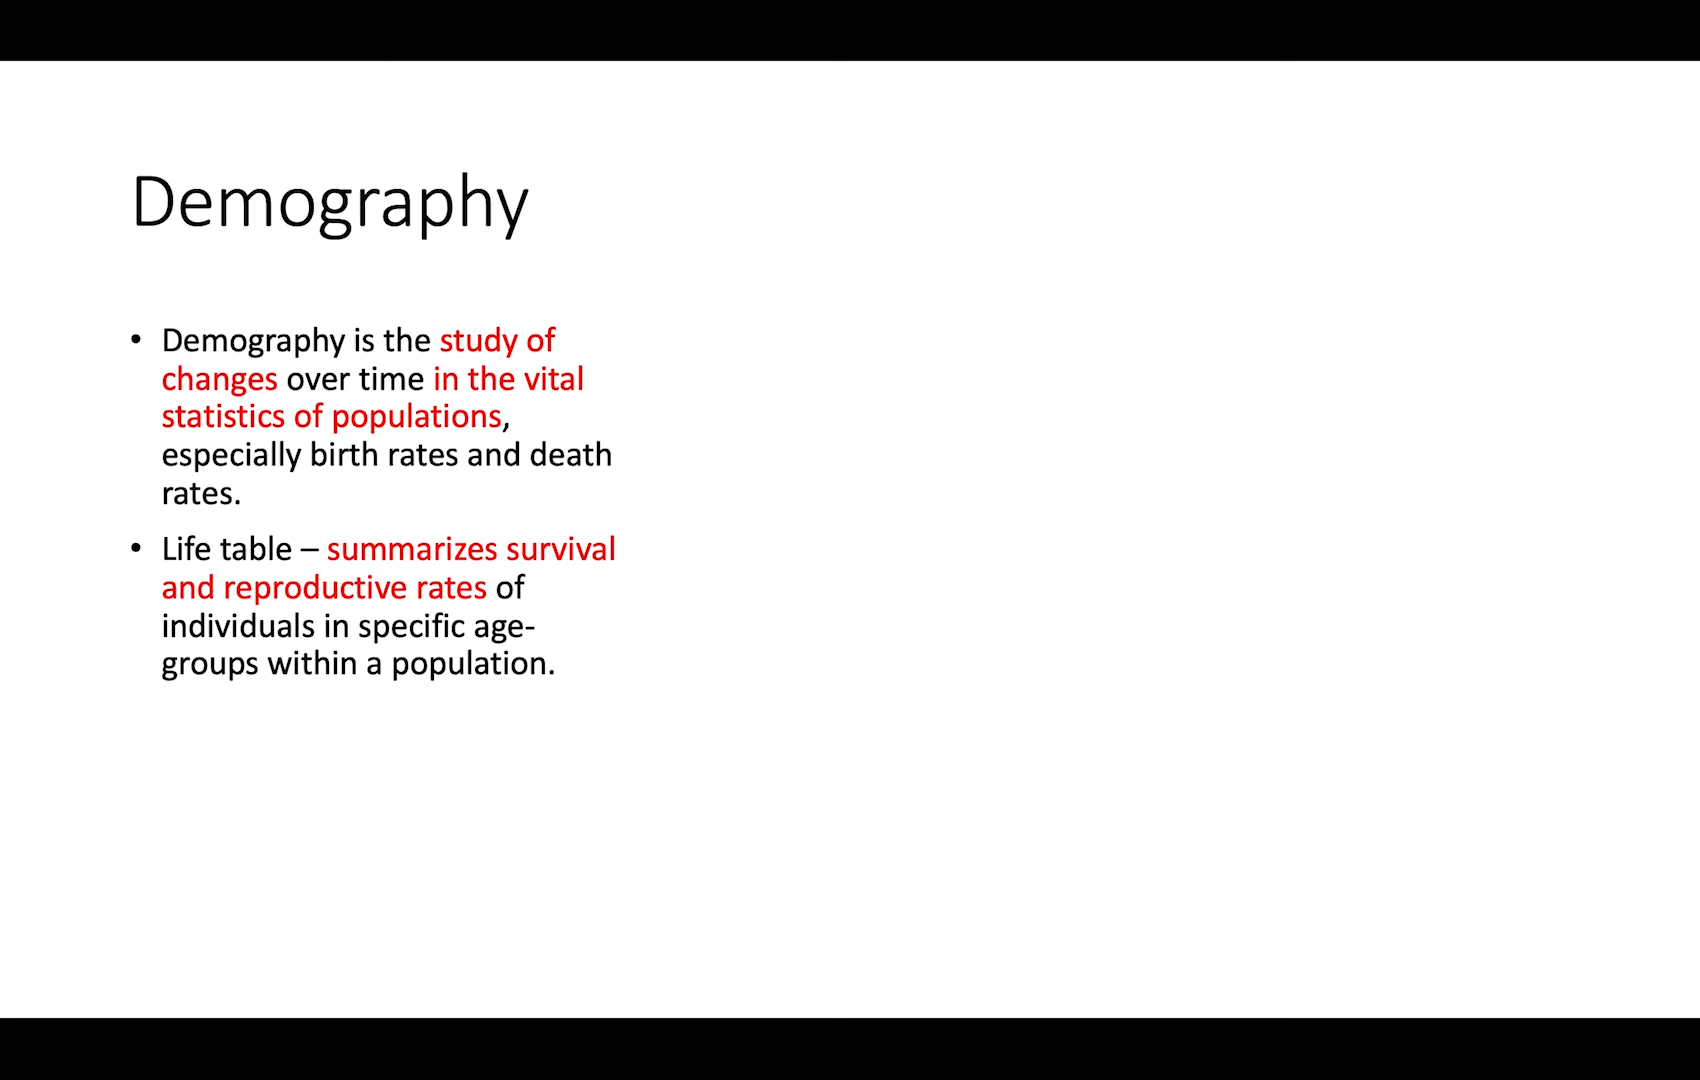 Demography
• Demography is the study of
changes over time in the vital
statistics of populations,
especially birth rates and death
rates.
• Life table – summarizes survival
and reproductive rates of
individuals in specific age-
groups within a population.